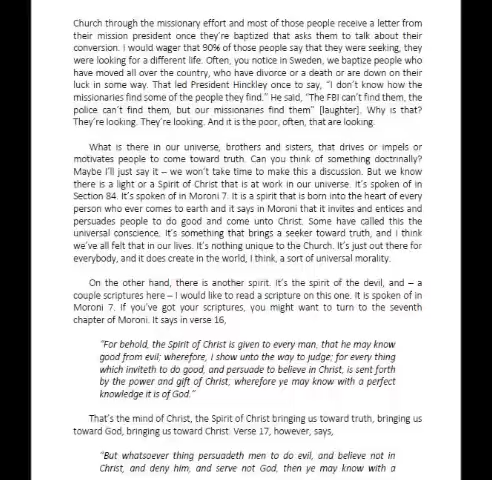 Church through the missionary effort and most of those people receive a letter from
their mission president once they're baptized that asks them to talk about their
conversion. I would wager that 90% of those people say that they were seeking, they
were looking for a different life. Often, you notice in Sweden, we baptize people who
have moved all over the country, who have divorce or a death or are down on their
luck in some way. That led President Hinckley once to say, "I don't know how the
missionaries find some of the people they find." He said, "The FBI can't find them, the
police can't find them, but our missionaries find them" [laughter]. Why is that?
They're looking. They're looking. And it is the poor, often, that are looking.
What is there in our universe, brothers and sisters, that drives or impels or
motivates people to come toward truth. Can you think of something doctrinally?
Maybe I'll just say it – we won't take time to make this a discussion. But we know
there is a light or a Spirit of Christ that is at work in our universe. It's spoken of in
Section 84. It's spoken of in Moroni 7. It is a spirit that is born into the heart of every
person who ever comes to earth and it says in Moroni that it invites and entices and
persuades people to do good and come unto Christ. Some have called this the
universal conscience. It's something that brings a seeker toward truth, and I think
we've all felt that in our lives. It's nothing unique to the Church. It's just out there for
everybody, and it does create in the world, I think, a sort of universal morality.
On the other hand, there is another spirit. It's the spirit of the devil, and – a
couple scriptures here – I would like to read a scripture on this one. It is spoken of in
Moroni 7. If you've got your scriptures, you might want to turn to the seventh
chapter of Moroni. It says in verse 16,
"For behold, the Spirit of Christ is given to every man, that he may know
good from evil; wherefore, I show unto the way to judge; for every thing
which inviteth to do good, and persuade to believe in Christ, is sent forth
by the power and gift of Christ, wherefore ye may know with a perfect
knowledge it is of God."
That's the mind of Christ, the Spirit of Christ bringing us toward truth, bringing us
toward God, bringing us toward Christ. Verse 17, however, says,
"But whatsoever thing persuadeth men to do evil, and believe not in
Christ, and deny him, and serve not God, then ye may know with a